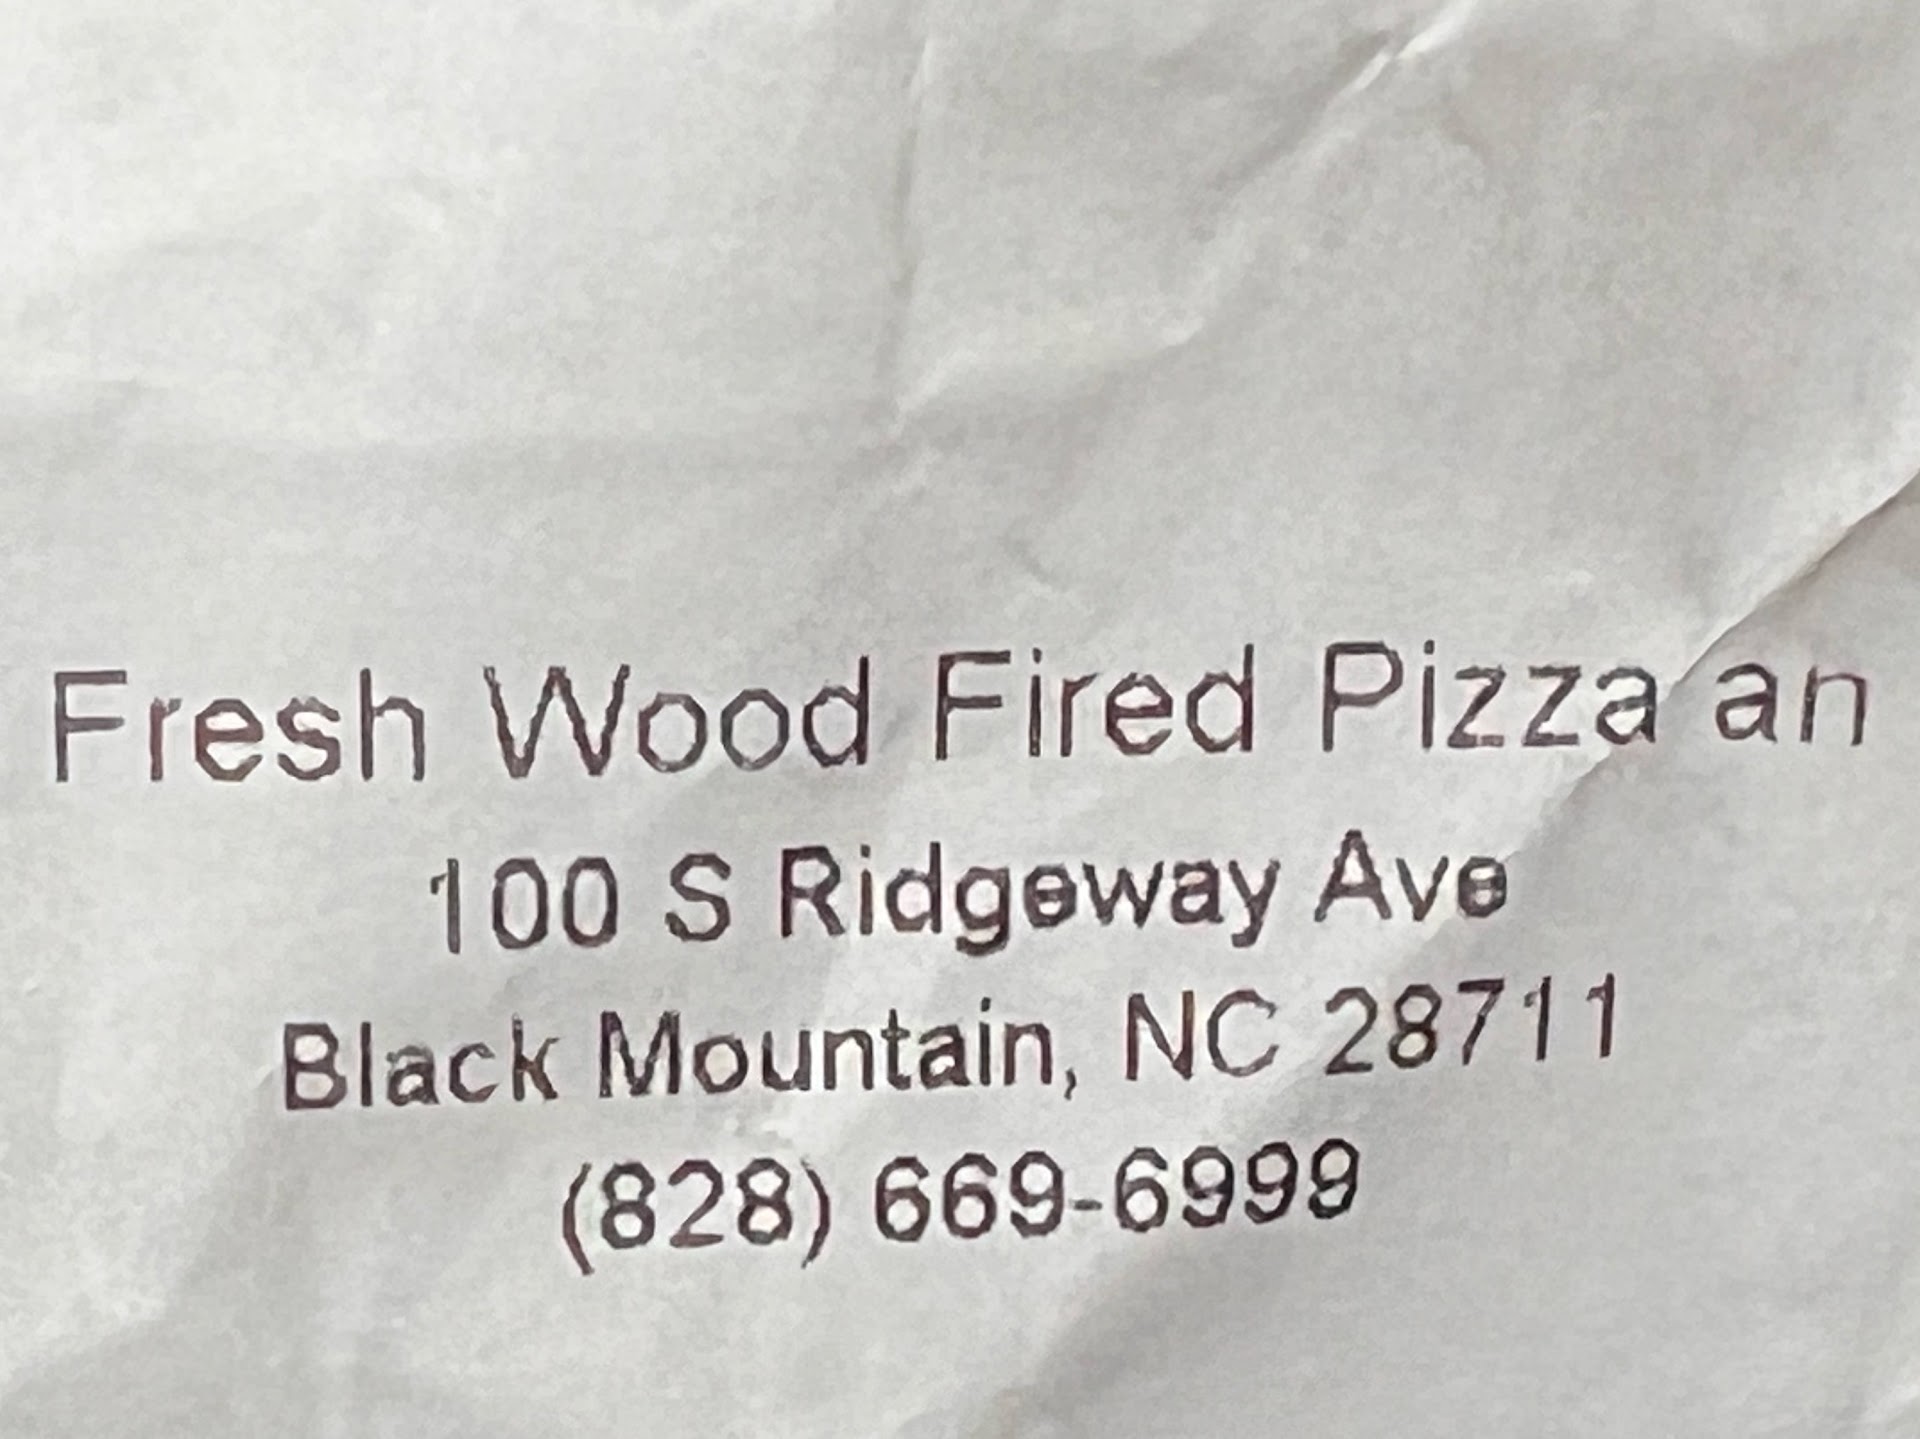 Fresh Wood Fired Pizza an
100 S Ridgeway Ave
Black Mountain, NC 28711
(828) 669-6999